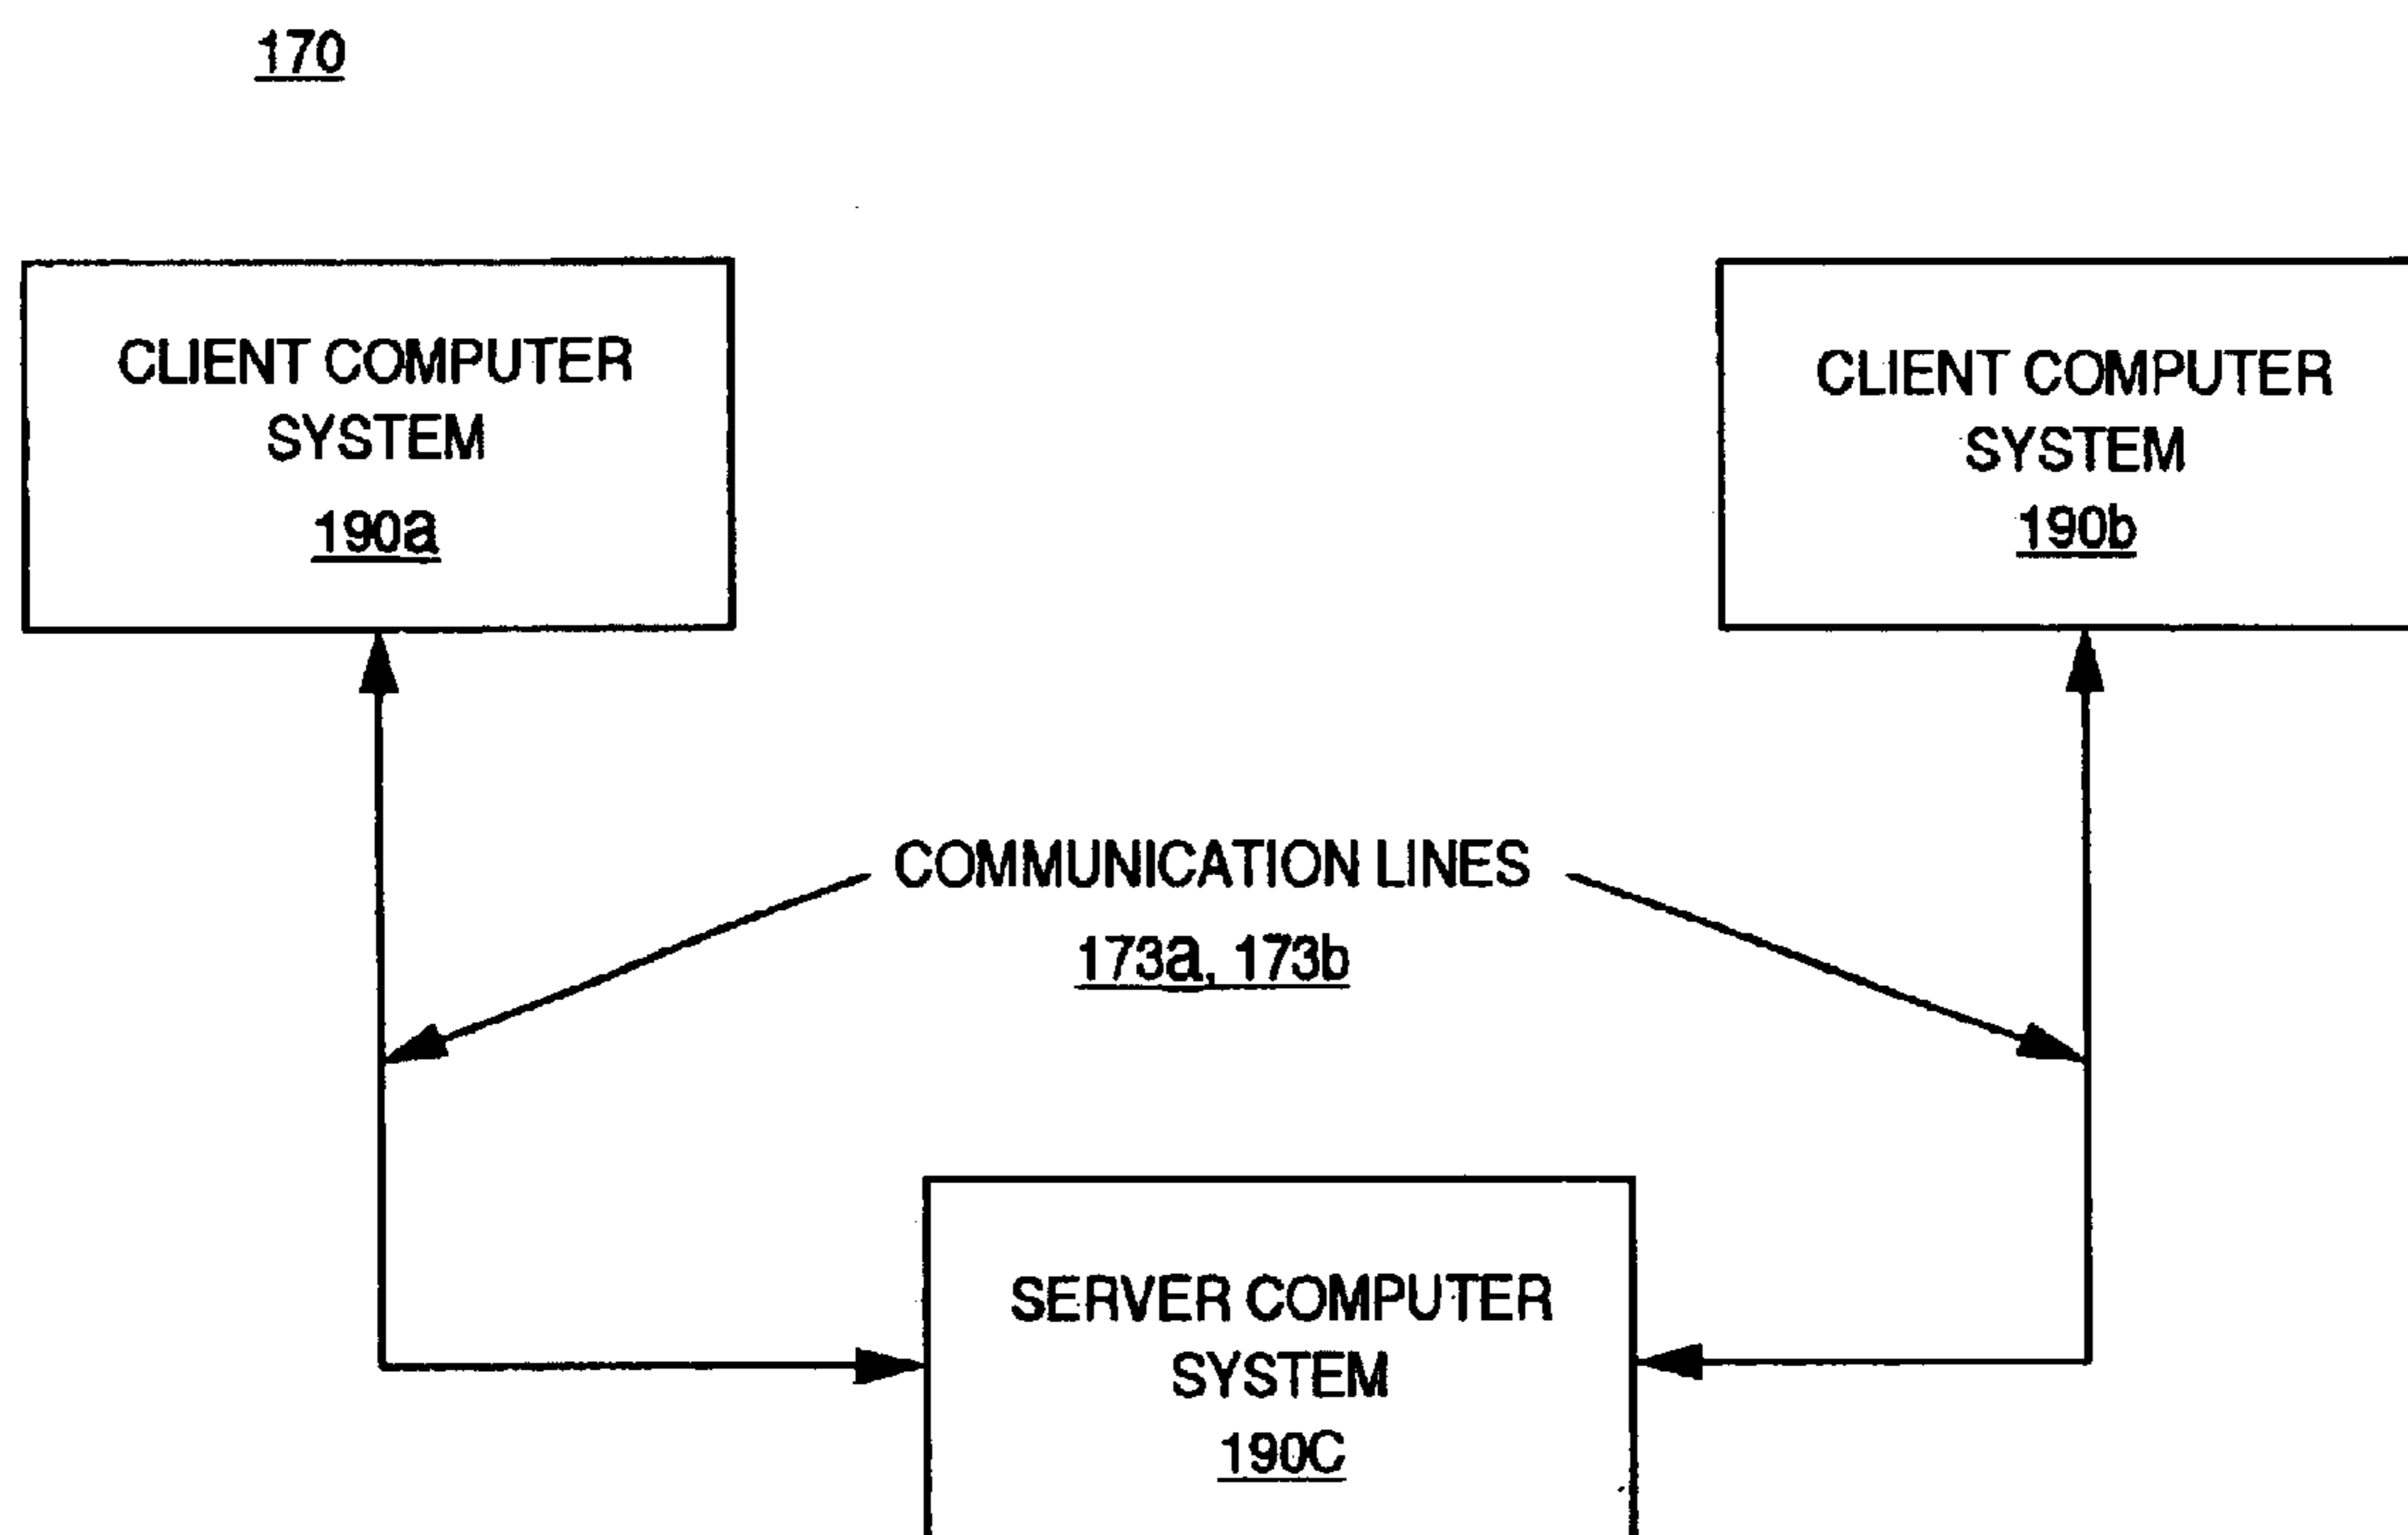 170
CLIENT COMPUTER
SYSTEM
190a
CLIENT COMPUTER
SYSTEM
190b
COMMUNICATION LINES
173a, 173b
SERVER COMPUTER
SYSTEM
190C